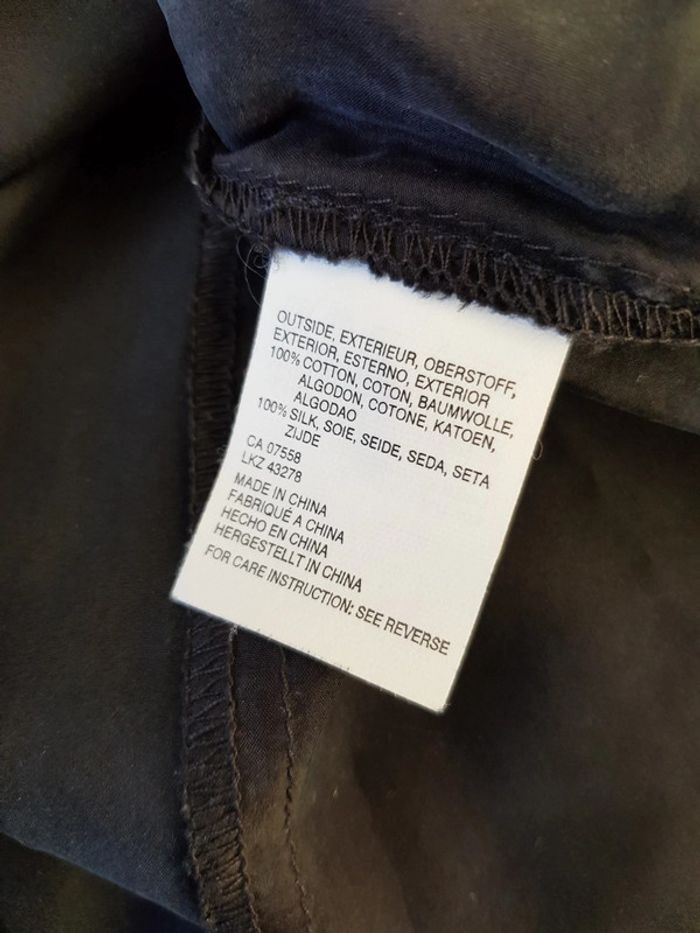 OUTSIDE, EXTERIEUR, OBERSTOFF,
EXTERIOR, ESTERNO, EXTERIOR
100% COTTON, COTON, BAUMWOLLE,
ALGODON, COTONE, KATOEN,
ALGODAO
100% SILK, SOIE, SEIDE, SEDA, SETA
ZIJDE
CA 07558
LKZ 43278
MADE IN CHINA
FABRIQUÉ A CHINA
HECHO EN CHINA
HERGESTELLT IN CHINA
FOR CARE INSTRUCTION: SEE REVERSE